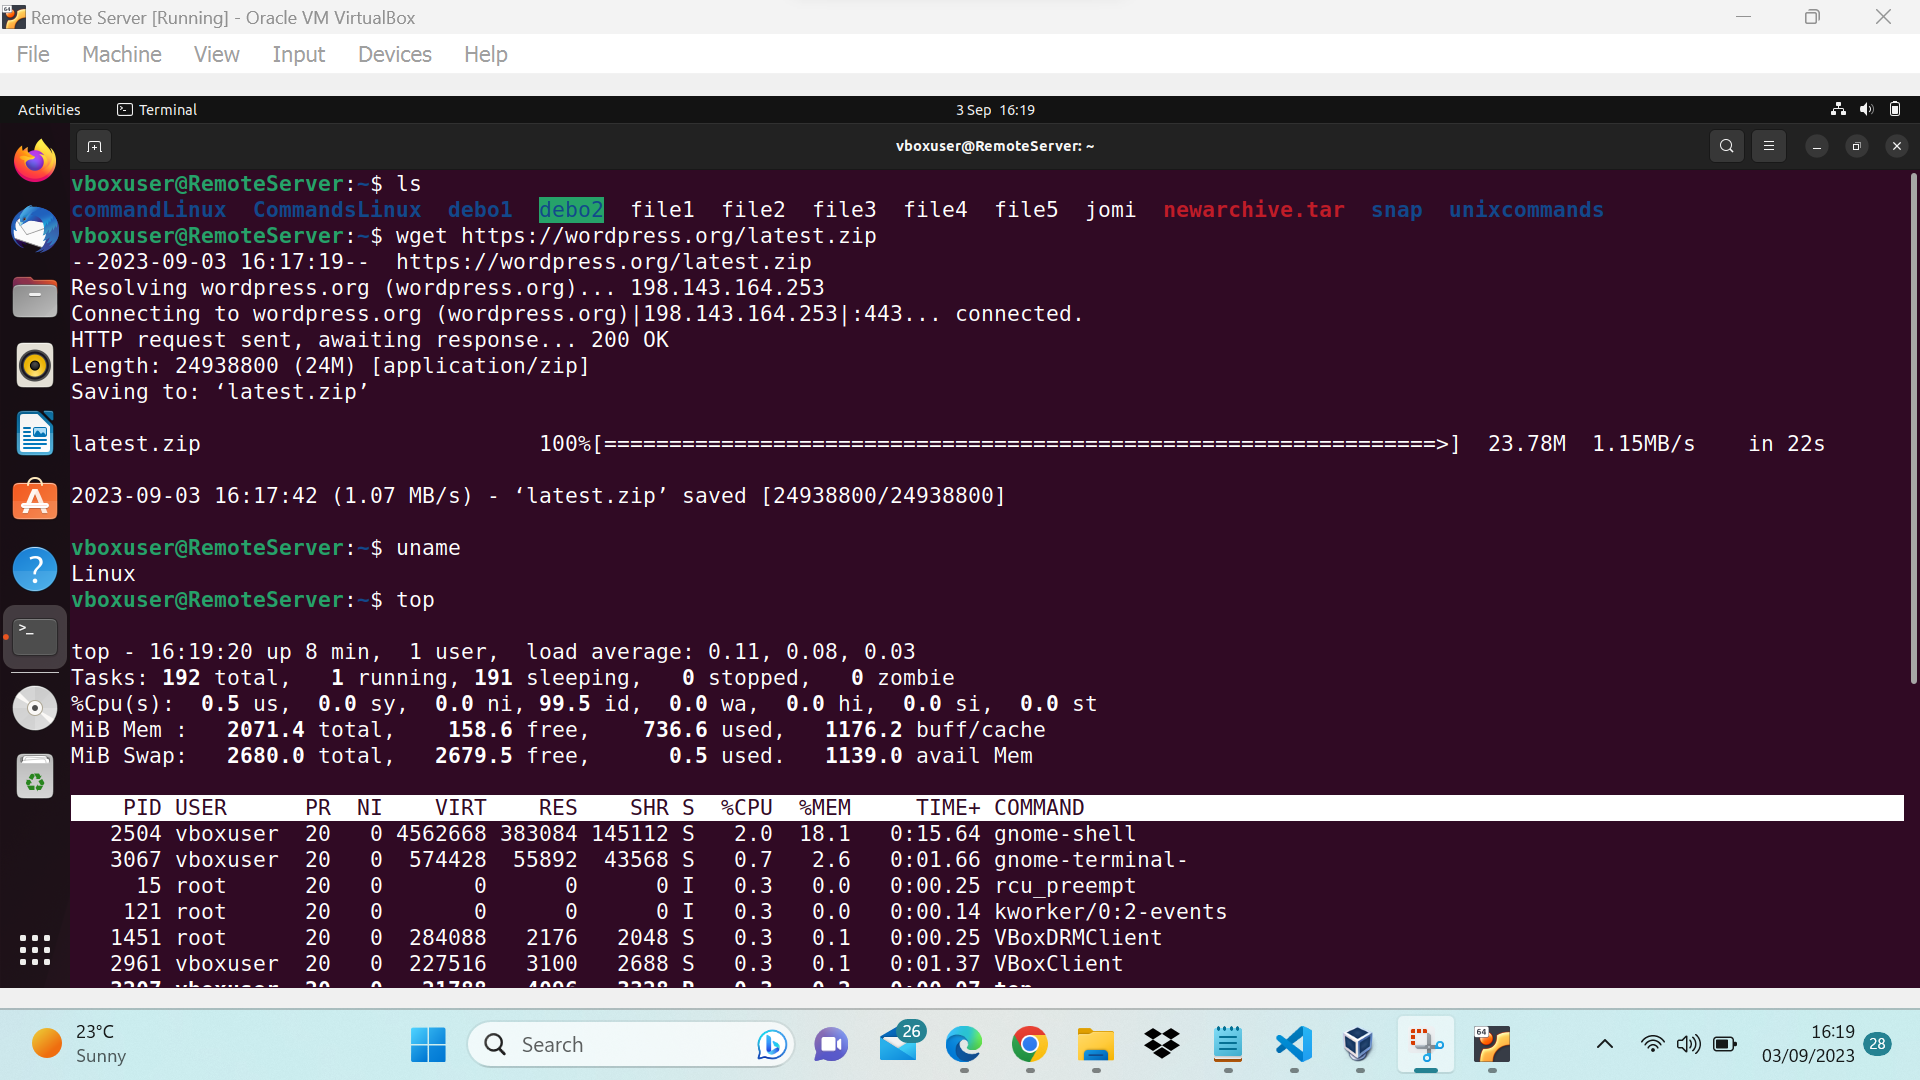 Remote Server [Running] - Oracle VM VirtualBox
File Machine View Input Devices Help
Activities Terminal 3 Sep 16:19
vboxuser@RemoteServer: ~
vboxuser@RemoteServer:~$ ls
commandLinux CommandsLinux debo1 debo2 file1 file2 file3 file4 file5 jomi newarchive.tar snap unixcommands
vboxuser@RemoteServer:~$ wget https://wordpress.org/latest.zip
--2023-09-03 16:17:19-- https://wordpress.org/latest.zip
Resolving wordpress.org (wordpress.org)... 198.143.164.253
Connecting to wordpress.org (wordpress.org)|198.143.164.253|:443... connected.
HTTP request sent, awaiting response... 200 OK
Length: 24938800 (24M) [application/zip]
Saving to: ‘latest.zip’
latest.zip 100%[================================================================>] 23.78M 1.15MB/s in 22s
2023-09-03 16:17:42 (1.07 MB/s) - ‘latest.zip’ saved [24938800/24938800]
vboxuser@RemoteServer:~$ uname
Linux
vboxuser@RemoteServer:~$ top
top - 16:19:20 up 8 min, 1 user, load average: 0.11, 0.08, 0.03
Tasks: 192 total, 1 running, 191 sleeping, 0 stopped, 0 zombie
%Cpu(s): 0.5 us, 0.0 sy, 0.0 ni, 99.5 id, 0.0 wa, 0.0 hi, 0.0 si, 0.0 st
MiB Mem : 2071.4 total, 158.6 free, 736.6 used, 1176.2 buff/cache
MiB Swap: 2680.0 total, 2679.5 free, 0.5 used. 1139.0 avail Mem
PID USER PR NI VIRT RES SHR S %CPU %MEM TIME+ COMMAND
2504 vboxuser 20 0 4562668 383084 145112 S 2.0 18.1 0:15.64 gnome-shell
3067 vboxuser 20 0 574428 55892 43568 S 0.7 2.6 0:01.66 gnome-terminal-
15 root 20 0 0 0 0 I 0.3 0.0 0:00.25 rcu_preempt
121 root 20 0 0 0 0 I 0.3 0.0 0:00.14 kworker/0:2-events
1451 root 20 0 284088 2176 2048 S 0.3 0.1 0:00.25 VBoxDRMClient
2961 vboxuser 20 0 227516 3100 2688 S 0.3 0.1 0:01.37 VBoxClient
23°C
Sunny
Search
26
64
16:19
03/09/2023
28